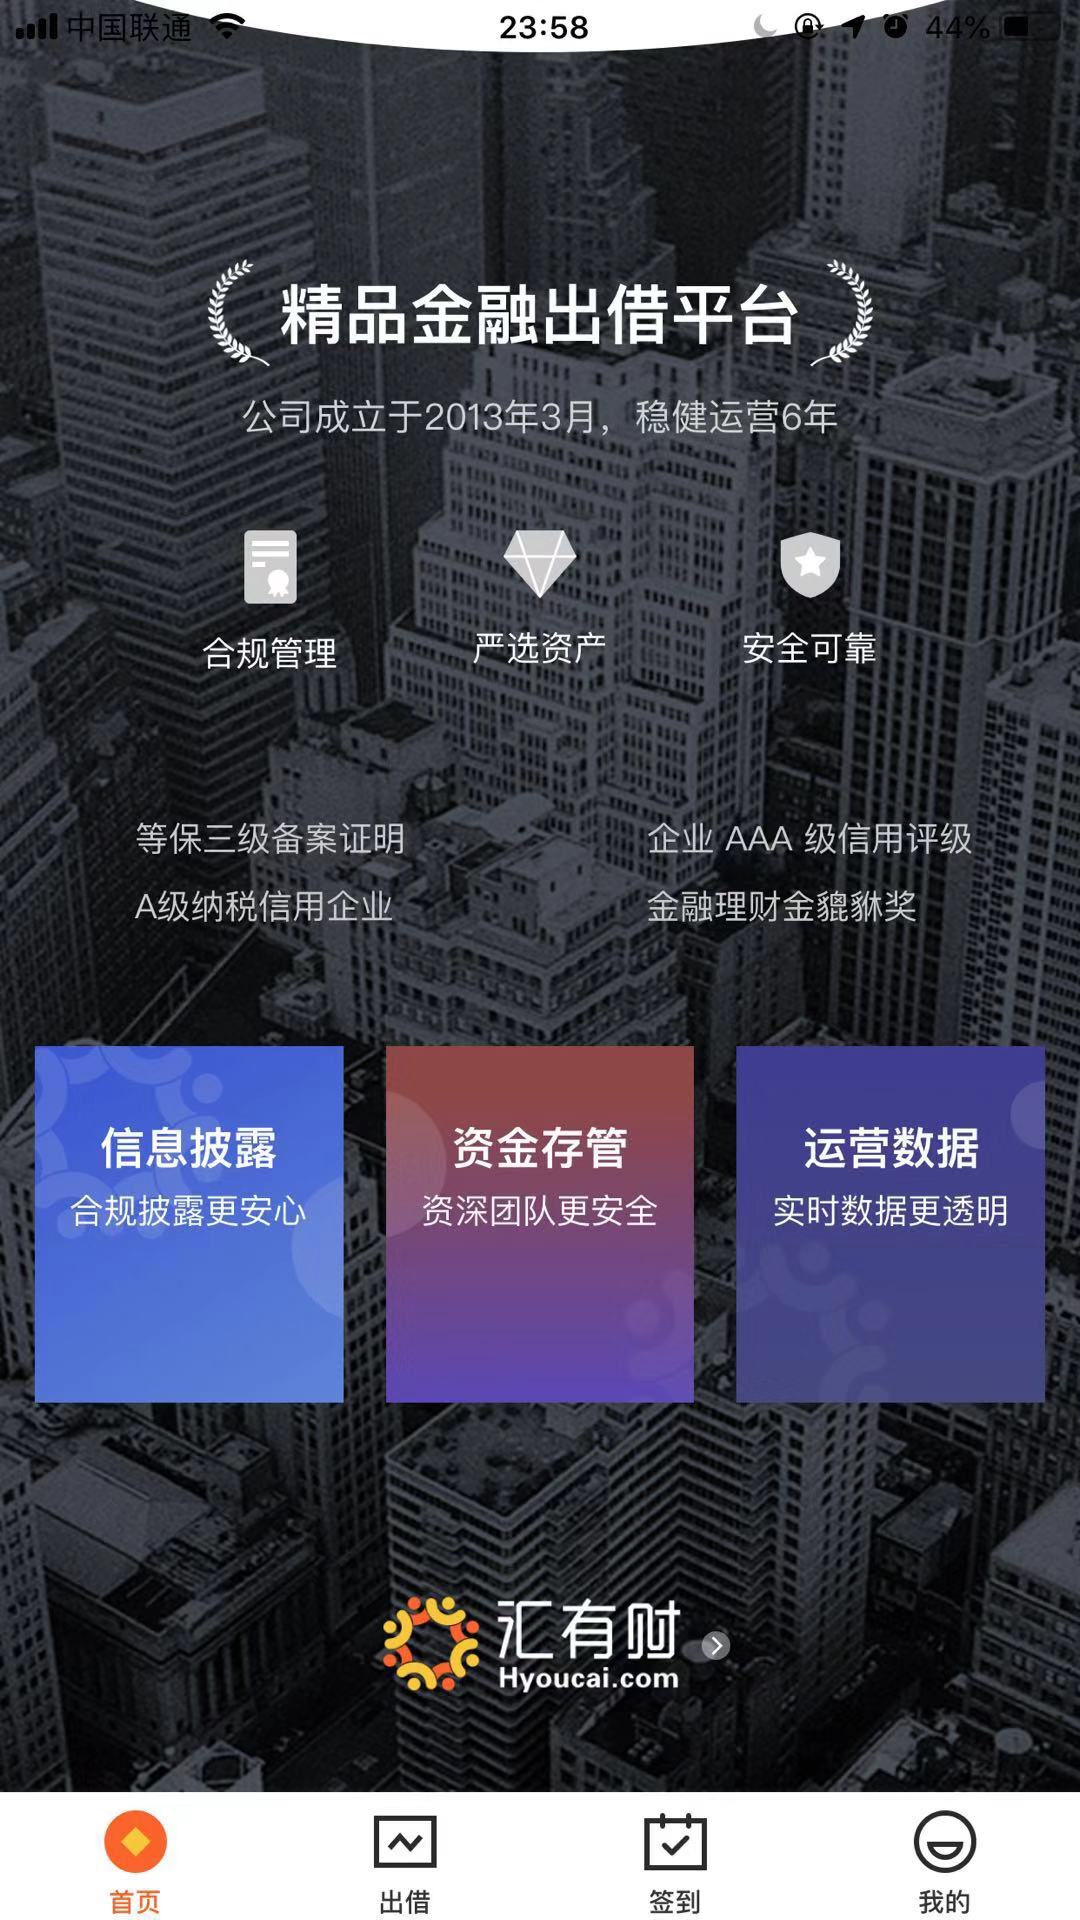 中国联通
23:58
44%
精品金融出借平台
公司成立于2013年3月，稳健运营6年
合规管理
严选资产
安全可靠
等保三级备案证明
企业 AAA 级信用评级
A级纳税信用企业
金融理财金貔貅奖
信息披露
合规披露更安心
资金存管
资深团队更安全
运营数据
实时数据更透明
汇有财
Hyoucai.com
首页
出借
签到
我的